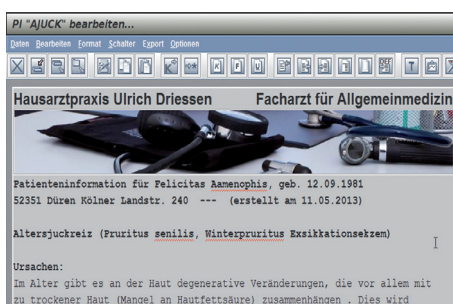 PI "AJUCK" bearbeiten...
Daten Bearbeiten Format Schalter Export Optionen
K F U
DEF
T
Hausarztpraxis Ulrich Driessen Facharzt für Allgemeinmedizin
Patienteninformation für Felicitas Aamenophis, geb. 12.09.1981
52351 Düren Kölner Landstr. 240 --- (erstellt am 11.05.2013)
Altersjuckreiz (Pruritus senilis, Winterpruritus Exsikkationsekzem)
Ursachen:
Im Alter gibt es an der Haut degenerative Veränderungen, die vor allem mit
zu trockener Haut (Mangel an Hautfettsäure) zusammenhängen . Dies wird